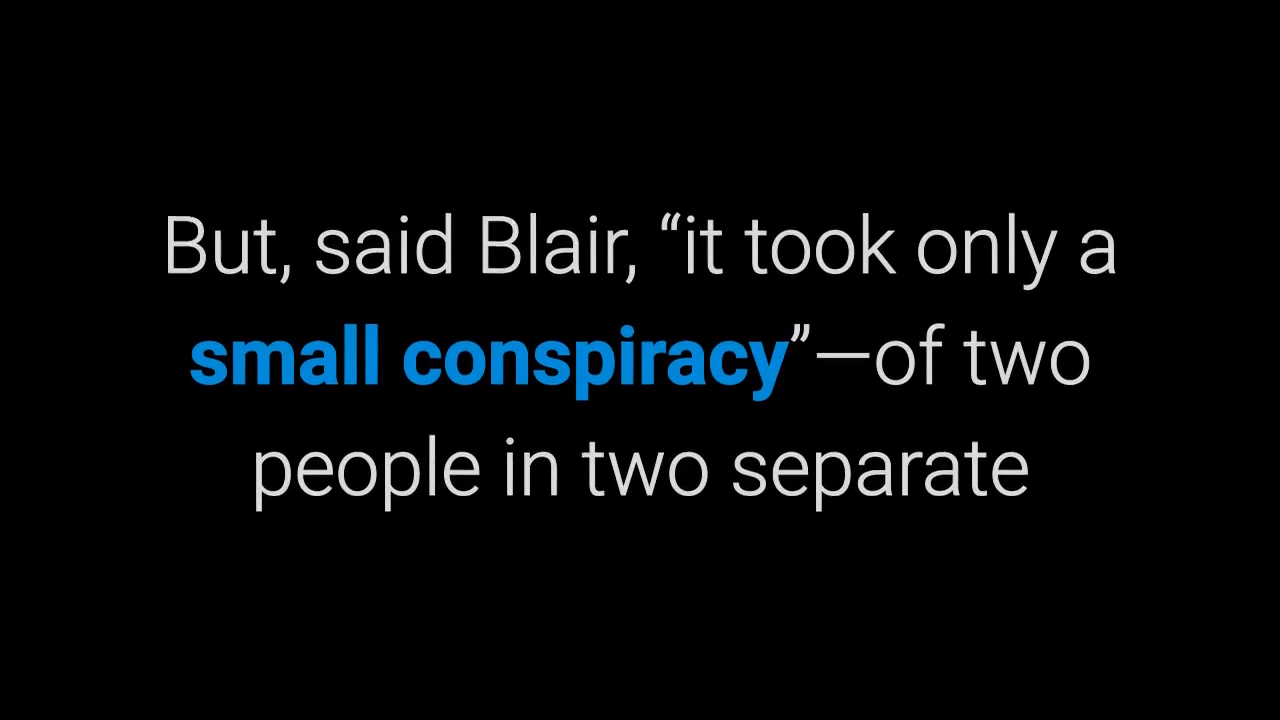 But, said Blair, “it took only a
small conspiracy”—of two
people in two separate